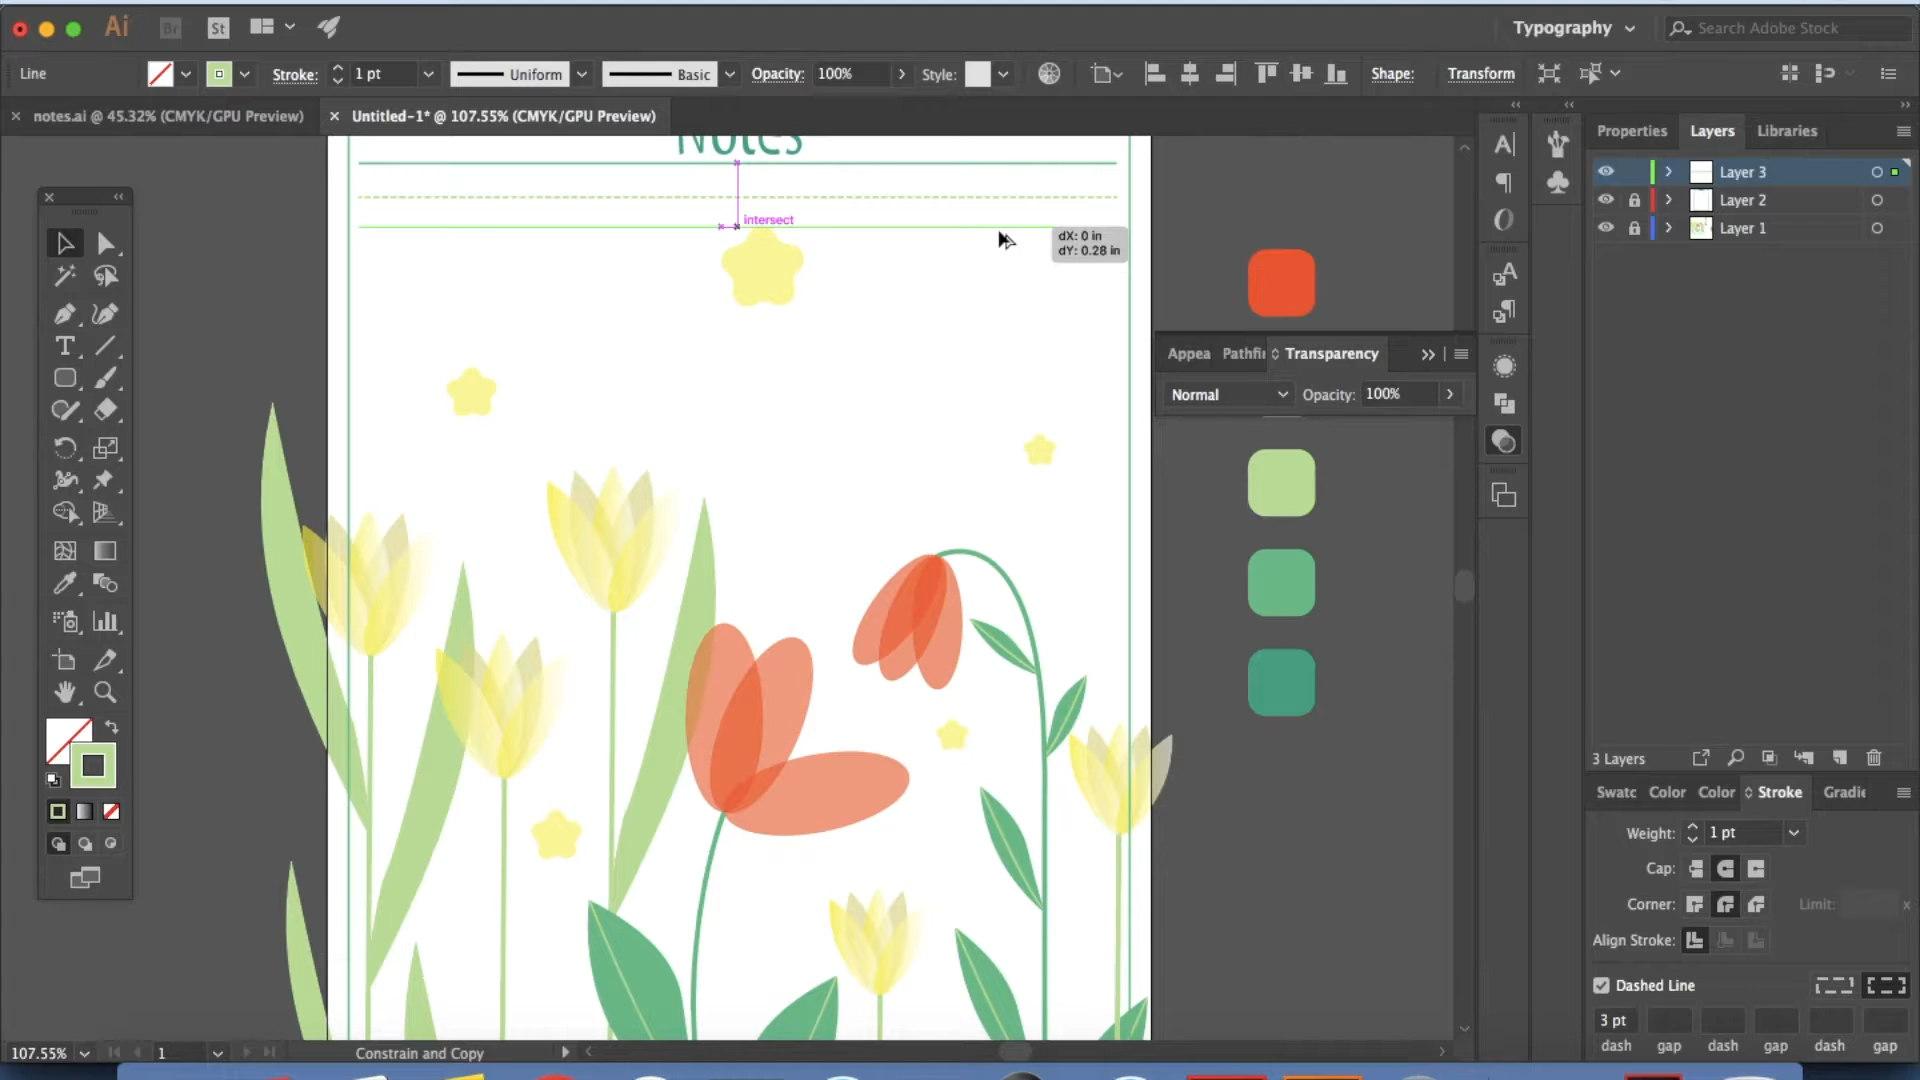 Ai
Br
St
Typography
Search Adobe Stock
Line
Stroke:
1 pt
Uniform
Basic
Opacity:
100%
Style:
Shape:
Transform
notes.ai @ 45.32% (CMYK/GPU Preview)
Untitled-1* @ 107.55% (CMYK/GPU Preview)
Notes
Properties
Layers
Libraries
Layer 3
Layer 2
Layer 1
intersect
dX: 0 in
dY: 0.28 in
Appea
Pathfi
Transparency
Normal
Opacity:
100%
3 Layers
Swatc
Color
Color
Stroke
Gradie
Weight:
1 pt
Cap:
Corner:
Limit:
Align Stroke:
Dashed Line
3 pt
dash
gap
dash
gap
dash
gap
107.55%
1
Constrain and Copy